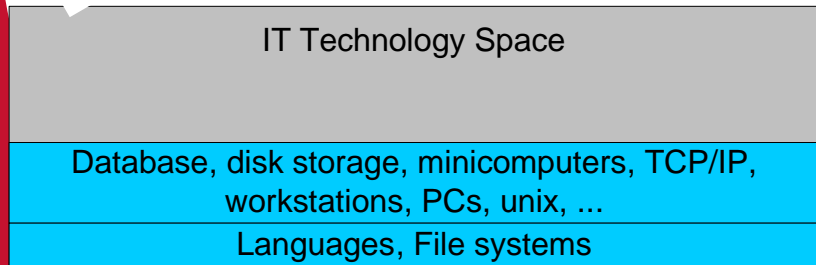 IT Technology Space
Database, disk storage, minicomputers, TCP/IP,
workstations, PCs, unix, ...
Languages, File systems